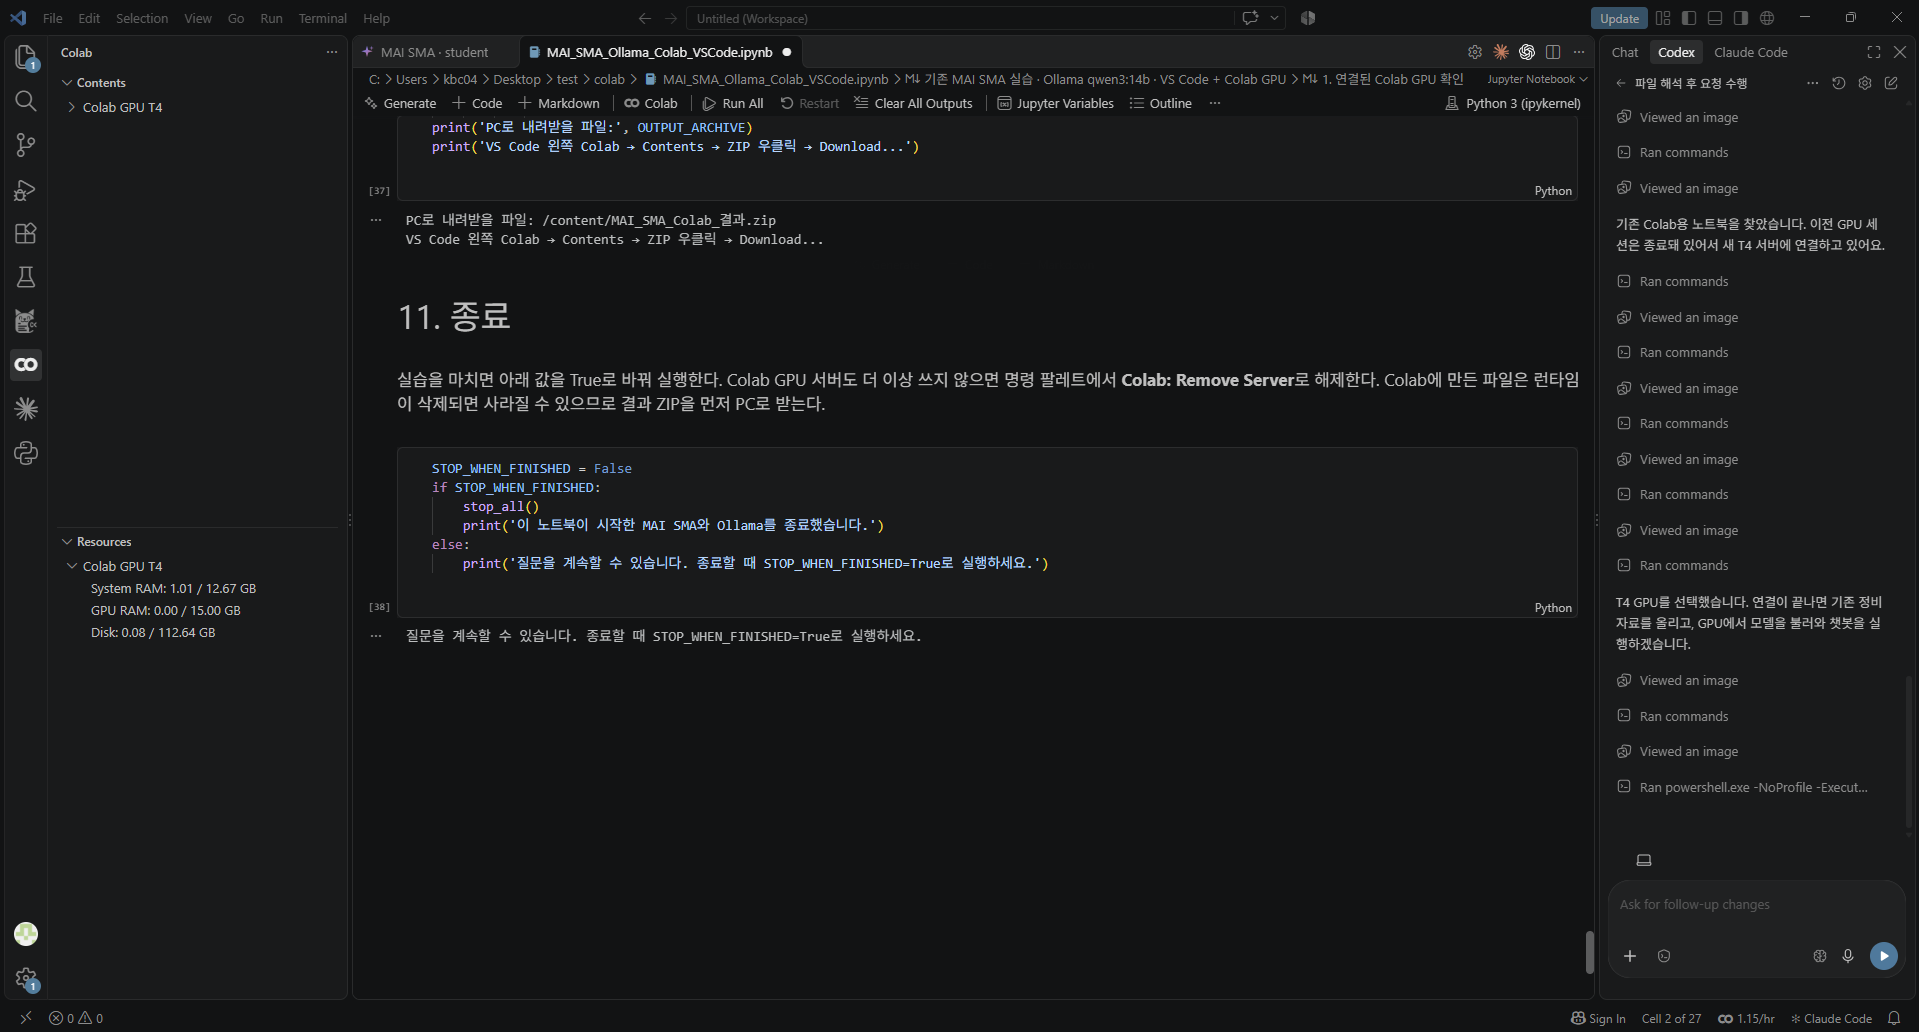 File Edit Selection View Go Run Terminal Help
Untitled (Workspace)
Update
Colab
Contents
Colab GPU T4
Resources
Colab GPU T4
System RAM: 1.01 / 12.67 GB
GPU RAM: 0.00 / 15.00 GB
Disk: 0.08 / 112.64 GB
1
1
MAI SMA · student
MAI_SMA_Ollama_Colab_VSCode.ipynb
C: > Users > kbc04 > Desktop > test > colab > MAI_SMA_Ollama_Colab_VSCode.ipynb > M↓ 기존 MAI SMA 실습 · Ollama qwen3:14b · VS Code + Colab GPU > M↓ 1. 연결된 Colab GPU 확인
Jupyter Notebook
Generate + Code + Markdown Colab Run All Restart Clear All Outputs Jupyter Variables Outline ... Python 3 (ipykernel)
print('PC로 내려받을 파일:', OUTPUT_ARCHIVE)
print('VS Code 왼쪽 Colab → Contents → ZIP 우클릭 → Download...')
[37]
Python
PC로 내려받을 파일: /content/MAI_SMA_Colab_결과.zip
VS Code 왼쪽 Colab → Contents → ZIP 우클릭 → Download...
11. 종료
실습을 마치면 아래 값을 True로 바꿔 실행한다. Colab GPU 서버도 더 이상 쓰지 않으면 명령 팔레트에서 Colab: Remove Server로 해제한다. Colab에 만든 파일은 런타임
이 삭제되면 사라질 수 있으므로 결과 ZIP을 먼저 PC로 받는다.
STOP_WHEN_FINISHED = False
if STOP_WHEN_FINISHED:
stop_all()
print('이 노트북이 시작한 MAI SMA와 Ollama를 종료했습니다.')
else:
print('질문을 계속할 수 있습니다. 종료할 때 STOP_WHEN_FINISHED=True로 실행하세요.')
[38]
Python
질문을 계속할 수 있습니다. 종료할 때 STOP_WHEN_FINISHED=True로 실행하세요.
Chat Codex Claude Code
파일 해석 후 요청 수행
Viewed an image
Ran commands
Viewed an image
기존 Colab용 노트북을 찾았습니다. 이전 GPU 세
션은 종료돼 있어서 새 T4 서버에 연결하고 있어요.
Ran commands
Viewed an image
Ran commands
Viewed an image
Ran commands
Viewed an image
Ran commands
Viewed an image
Ran commands
T4 GPU를 선택했습니다. 연결이 끝나면 기존 정비
자료를 올리고, GPU에서 모델을 불러와 챗봇을 실
행하겠습니다.
Viewed an image
Ran commands
Viewed an image
Ran powershell.exe -NoProfile -Execut...
Ask for follow-up changes
0 0
Sign In Cell 2 of 27 1.15/hr Claude Code